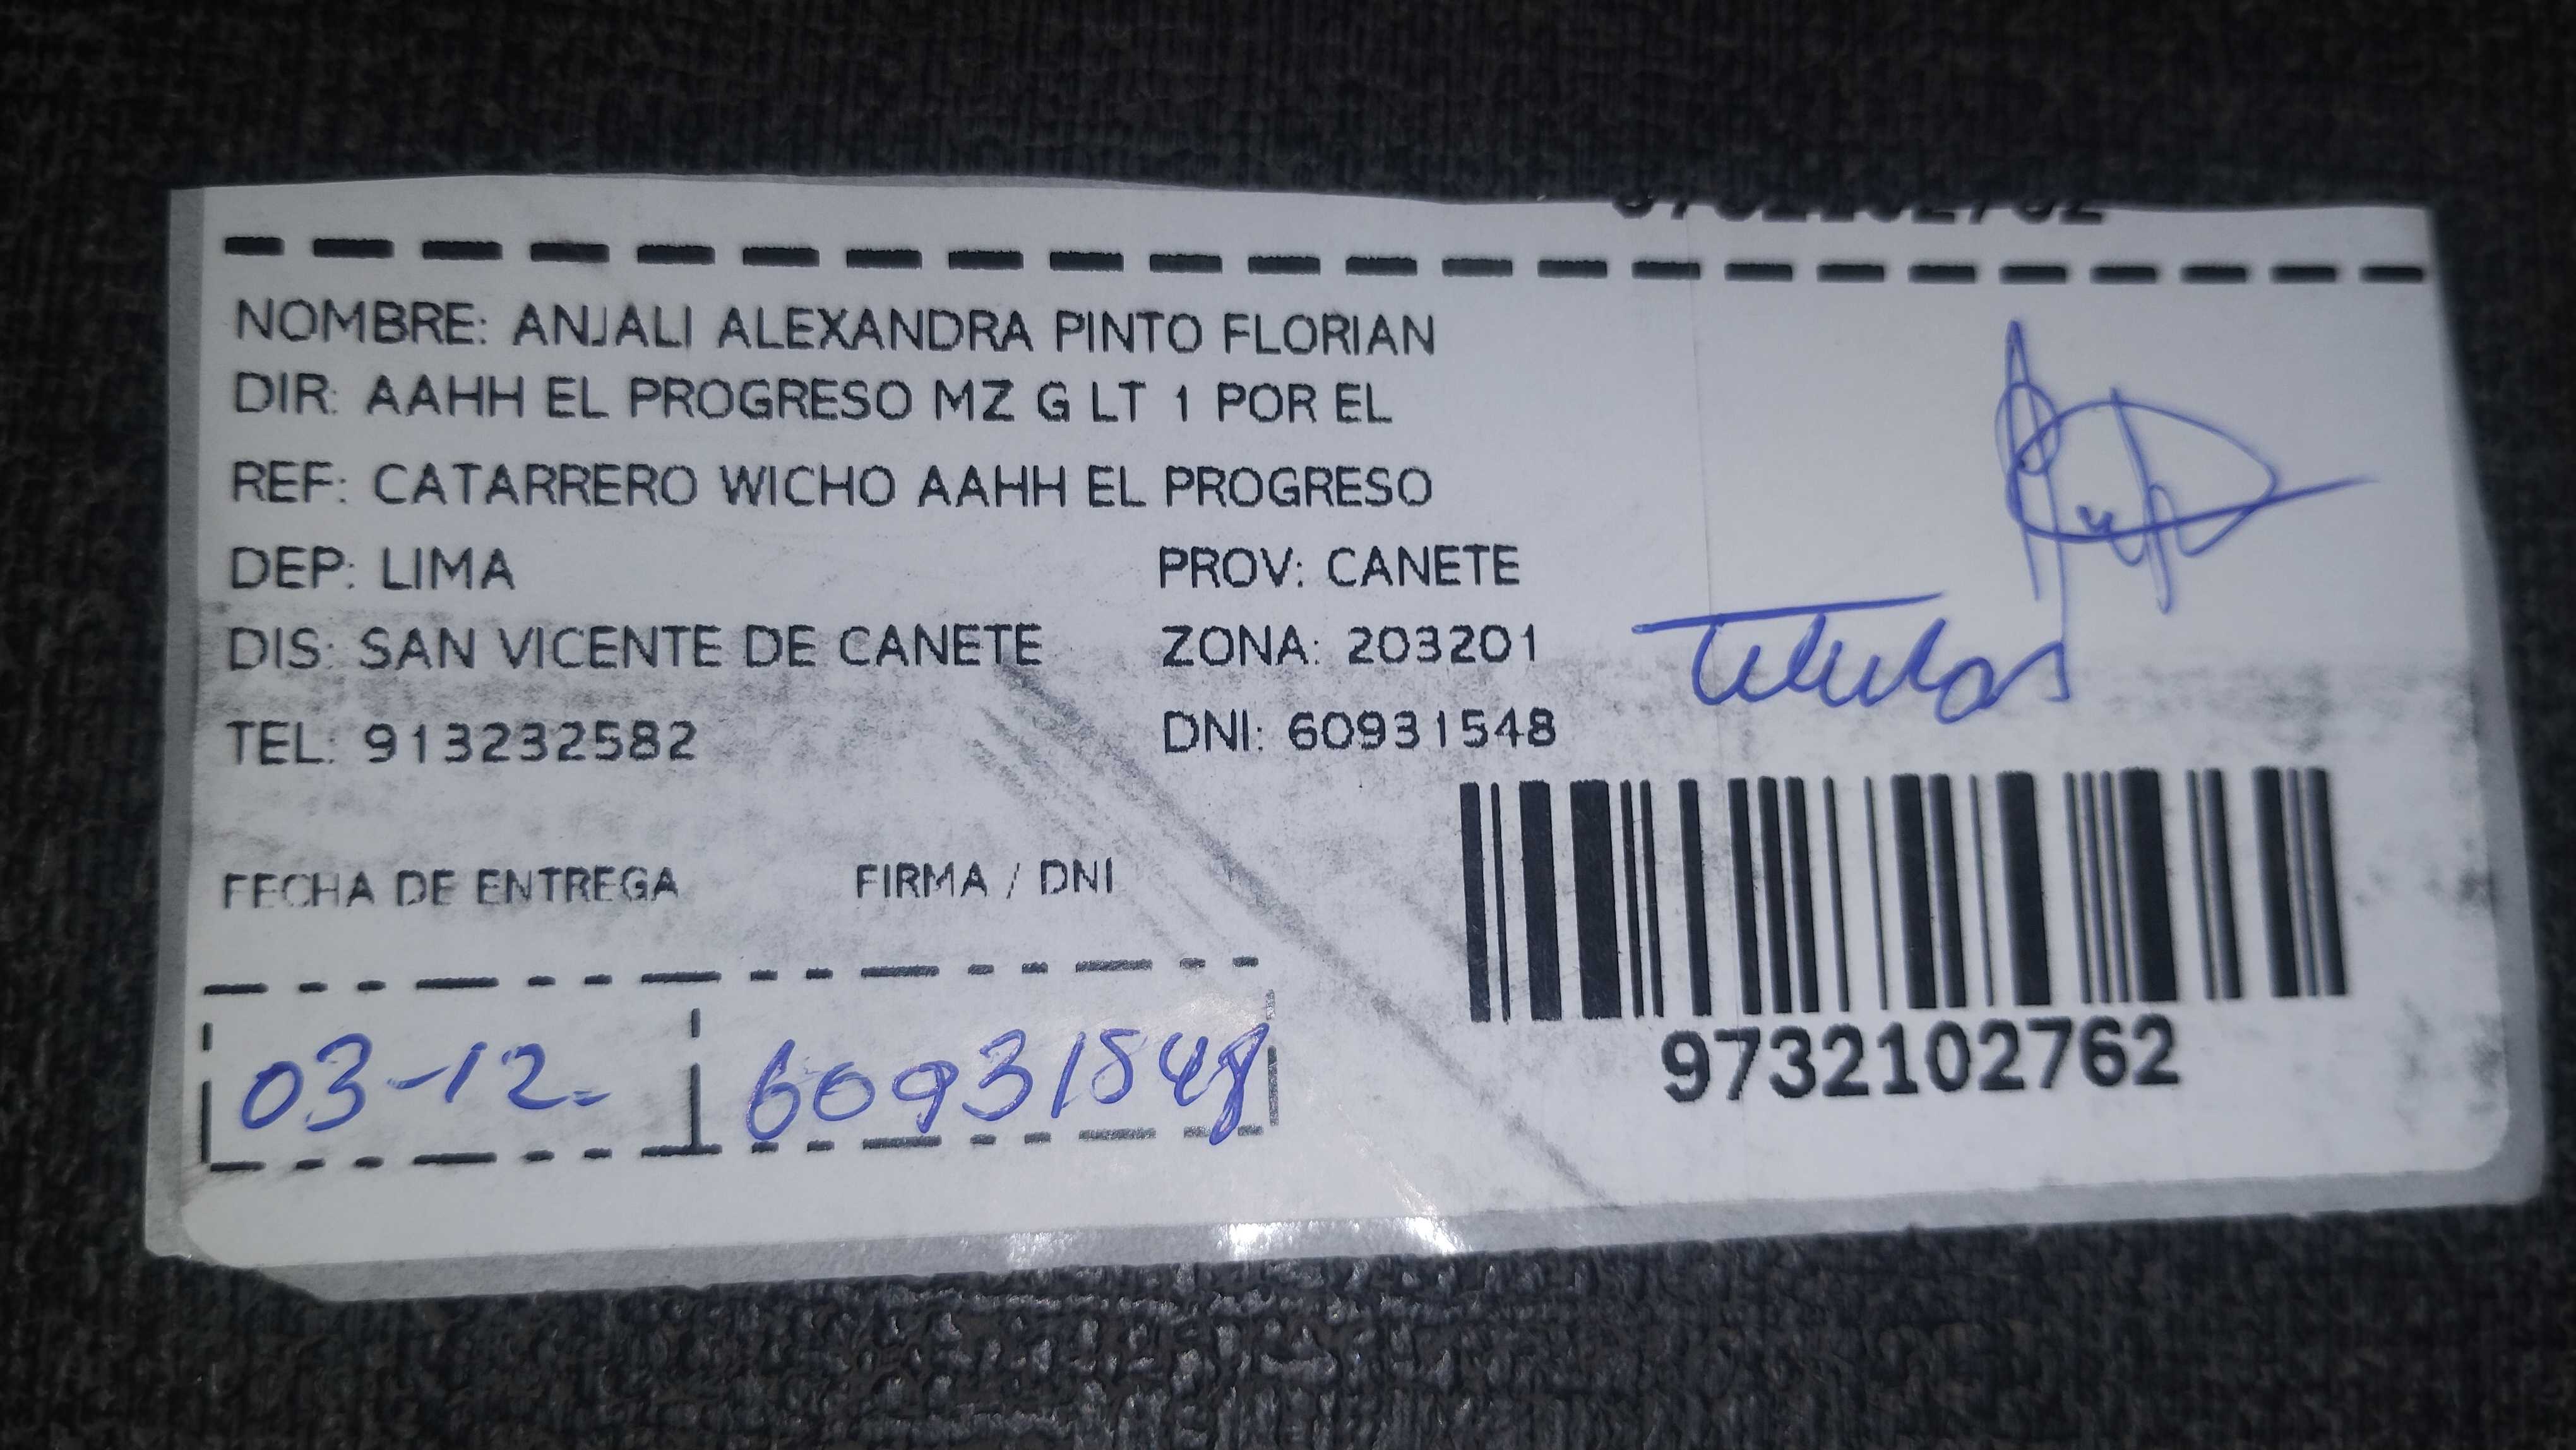 NOMBRE: ANJALI ALEXANDRA PINTO FLORIAN
DIR: AAHH EL PROGRESO MZ G LT 1 POR EL
REF: CATARRERO WICHO AAHH EL PROGRESO
DEP: LIMA PROV: CANETE
DIS: SAN VICENTE DE CANETE ZONA: 203201
TEL: 913232582 DNI: 60931548
FECHA DE ENTREGA FIRMA / DNI
03-12- 60931548
9732102762